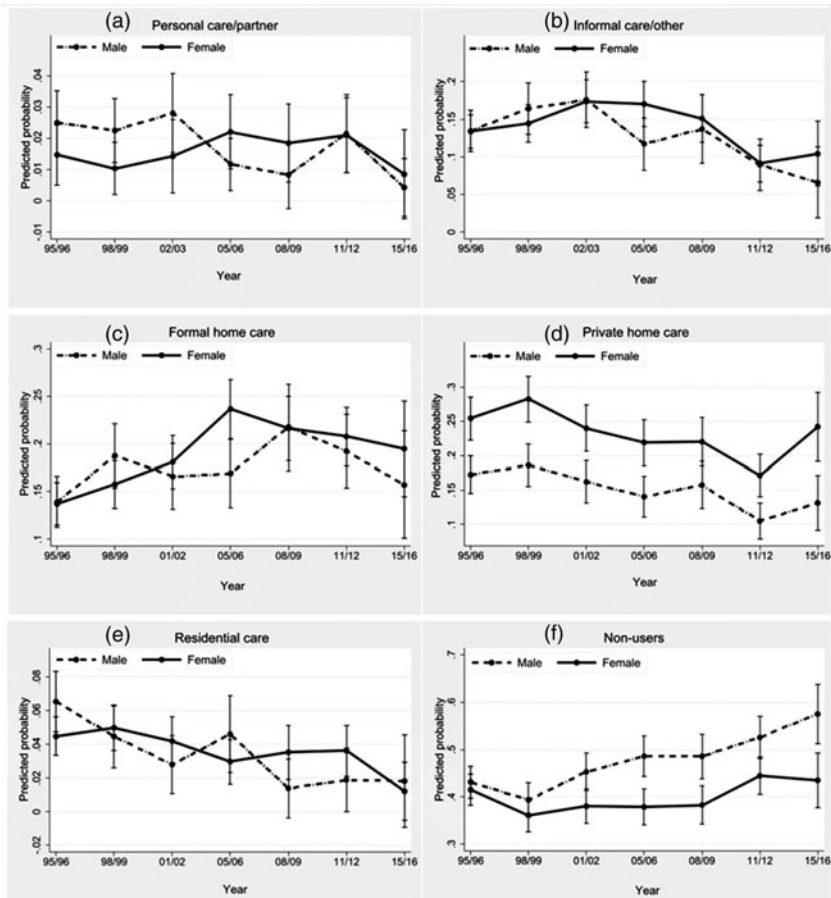 (a)
Personal care/partner
Male Female
Predicted probability
.04
.03
.02
.01
0
-.01
95/96 98/99 02/03 05/06 08/09 11/12 15/16
Year
(b)
Informal care/other
Male Female
Predicted probability
.2
.15
.1
.05
0
95/96 98/99 02/03 05/06 08/09 11/12 15/16
Year
(c)
Formal home care
Male Female
Predicted probability
.3
.25
.2
.15
.1
95/96 98/99 01/02 05/06 08/09 11/12 15/16
Year
(d)
Private home care
Male Female
Predicted probability
.3
.25
.2
.15
.1
95/96 98/99 01/02 05/06 08/09 11/12 15/16
Year
(e)
Residential care
Male Female
Predicted probability
.08
.06
.04
.02
0
-.02
95/96 98/99 01/02 05/06 08/09 11/12 15/16
Year
(f)
Non-users
Male Female
Predicted probability
.7
.6
.5
.4
.3
95/96 98/99 01/02 05/06 08/09 11/12 15/16
Year